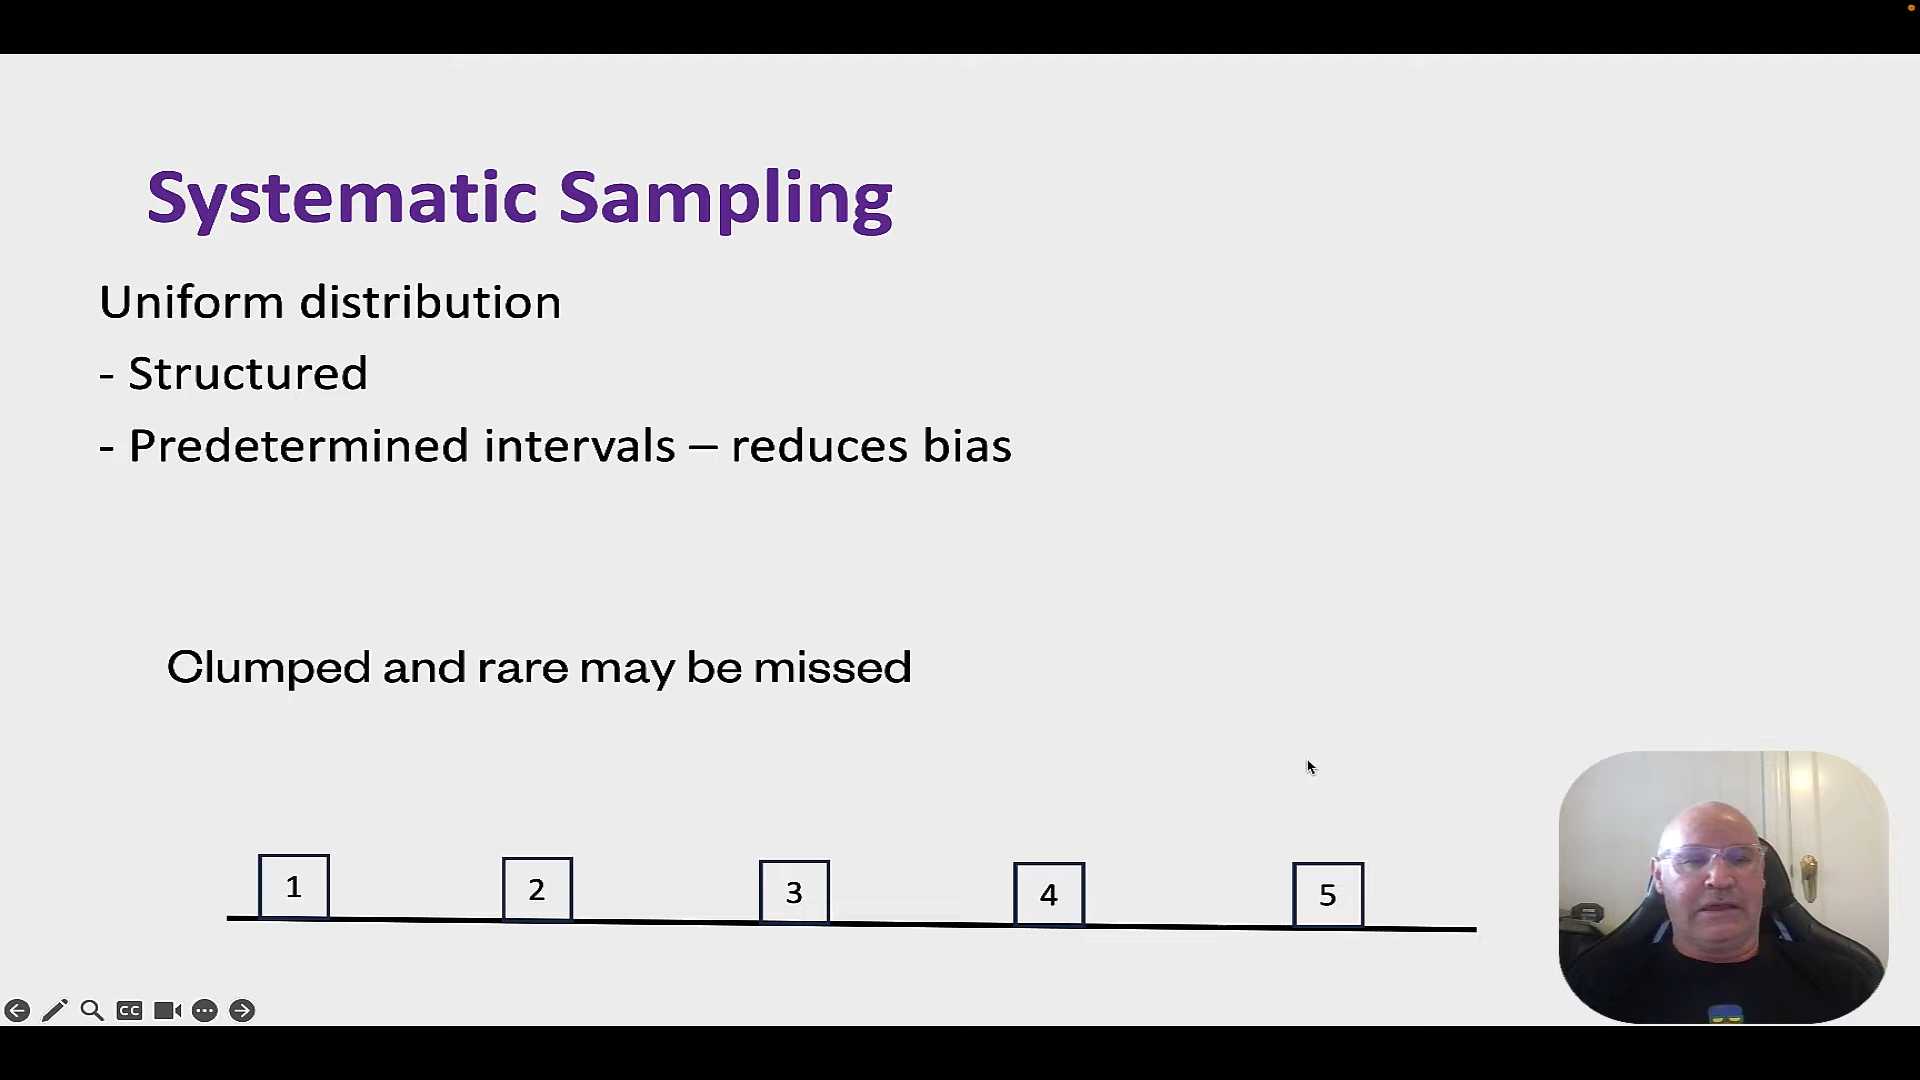 Systematic Sampling
Uniform distribution
- Structured
- Predetermined intervals – reduces bias
Clumped and rare may be missed
1 2 3 4 5
CC